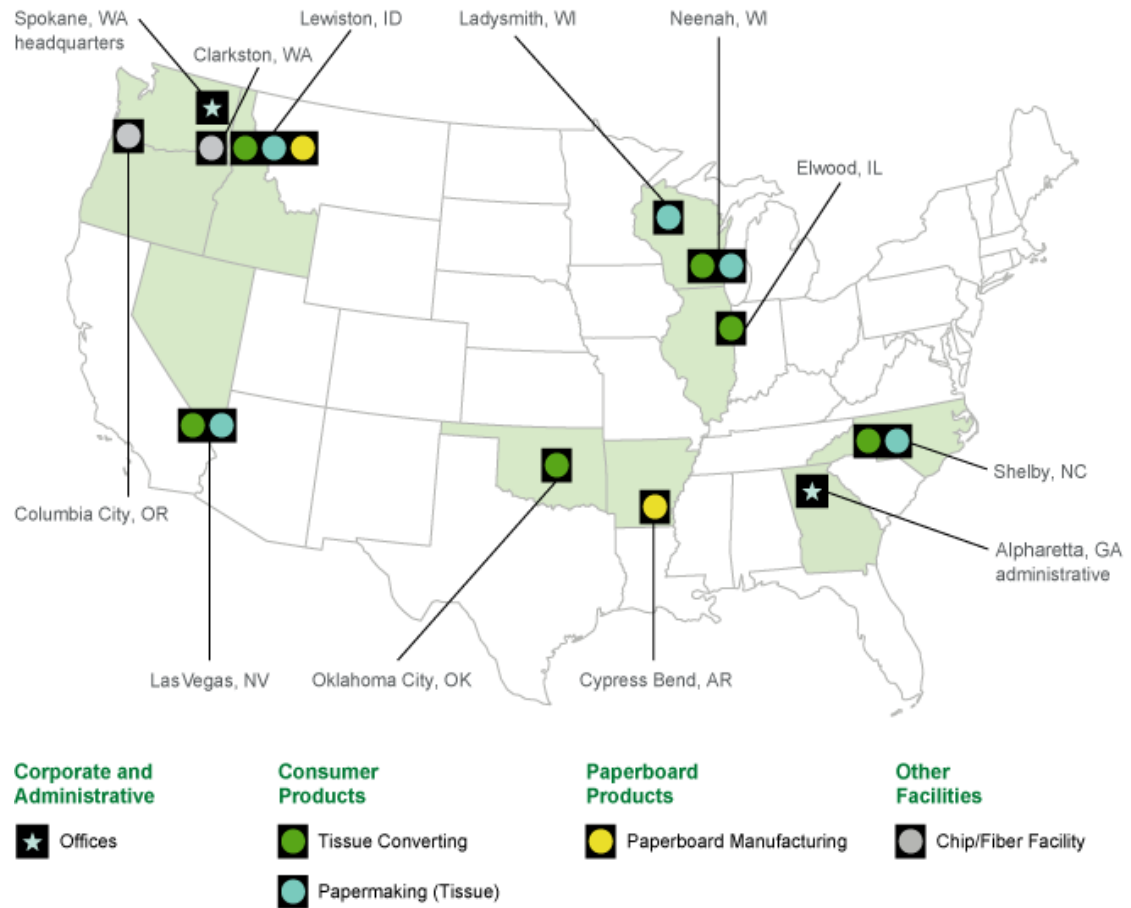 Spokane, WA
headquarters
Clarkston, WA
Lewiston, ID
Ladysmith, WI
Neenah, WI
Elwood, IL
Columbia City, OR
Las Vegas, NV
Oklahoma City, OK
Cypress Bend, AR
Shelby, NC
Alpharetta, GA
administrative
Corporate and
Administrative
Offices
Consumer
Products
Tissue Converting
Papermaking (Tissue)
Paperboard
Products
Paperboard Manufacturing
Other
Facilities
Chip/Fiber Facility